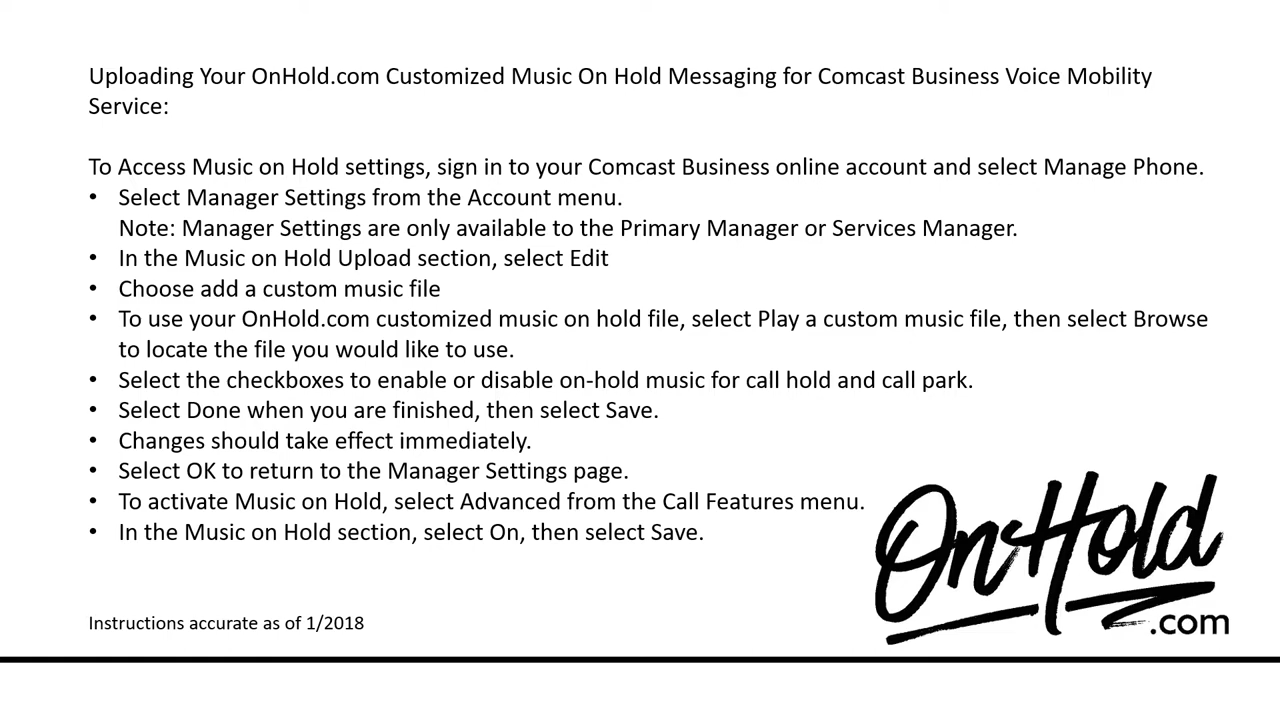 Uploading Your OnHold.com Customized Music On Hold Messaging for Comcast Business Voice Mobility
Service:
To Access Music on Hold settings, sign in to your Comcast Business online account and select Manage Phone.
• Select Manager Settings from the Account menu.
Note: Manager Settings are only available to the Primary Manager or Services Manager.
• In the Music on Hold Upload section, select Edit
• Choose add a custom music file
• To use your OnHold.com customized music on hold file, select Play a custom music file, then select Browse
to locate the file you would like to use.
• Select the checkboxes to enable or disable on-hold music for call hold and call park.
• Select Done when you are finished, then select Save.
• Changes should take effect immediately.
• Select OK to return to the Manager Settings page.
• To activate Music on Hold, select Advanced from the Call Features menu.
• In the Music on Hold section, select On, then select Save.
OnHold
.com
Instructions accurate as of 1/2018